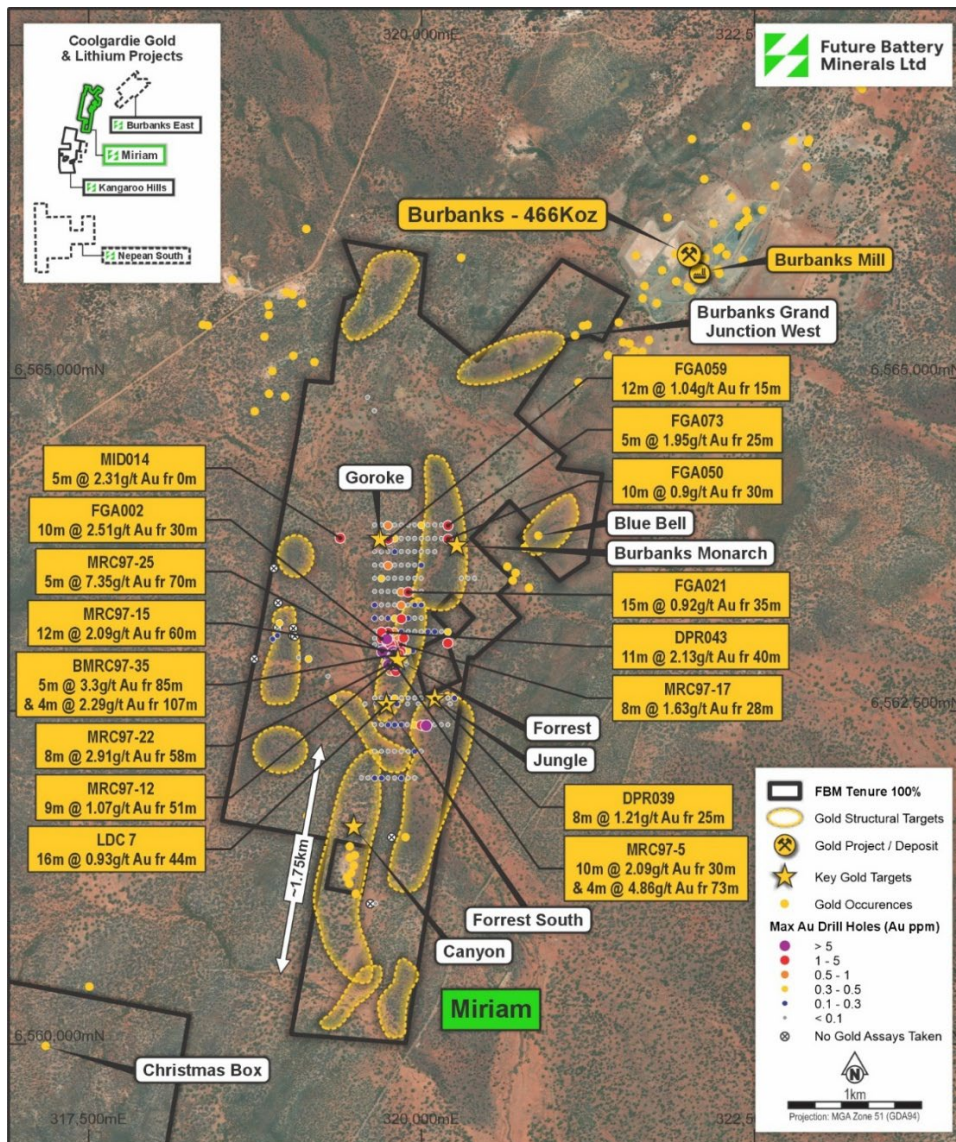 320,000mE
322,5
Coolgardie Gold
& Lithium Projects
Burbanks East
Miriam
Kangaroo Hills
Nepean South
Future Battery
Minerals Ltd
Burbanks - 466Koz
Burbanks Mill
Burbanks Grand
Junction West
6,565,000mN
6,565,000mN
FGA059
12m @ 1.04g/t Au fr 15m
FGA073
5m @ 1.95g/t Au fr 25m
FGA050
10m @ 0.9g/t Au fr 30m
MID014
5m @ 2.31g/t Au fr 0m
Goroke
FGA002
10m @ 2.51g/t Au fr 30m
Blue Bell
Burbanks Monarch
MRC97-25
5m @ 7.35g/t Au fr 70m
FGA021
15m @ 0.92g/t Au fr 35m
MRC97-15
12m @ 2.09g/t Au fr 60m
DPR043
11m @ 2.13g/t Au fr 40m
BMRC97-35
5m @ 3.3g/t Au fr 85m
& 4m @ 2.29g/t Au fr 107m
MRC97-17
8m @ 1.63g/t Au fr 28m
6,562,500mN
Forrest
MRC97-22
8m @ 2.91g/t Au fr 58m
Jungle
MRC97-12
9m @ 1.07g/t Au fr 51m
DPR039
8m @ 1.21g/t Au fr 25m
LDC 7
16m @ 0.93g/t Au fr 44m
MRC97-5
10m @ 2.09g/t Au fr 30m
& 4m @ 4.86g/t Au fr 73m
~1.75km
Forrest South
Canyon
Miriam
6,560,000mN
Christmas Box
317,500mE
320,000mE
322,5
FBM Tenure 100%
Gold Structural Targets
Gold Project / Deposit
Key Gold Targets
Gold Occurences
Max Au Drill Holes (Au ppm)
> 5
1 - 5
0.5 - 1
0.3 - 0.5
0.1 - 0.3
< 0.1
No Gold Assays Taken
N
1km
Projection: MGA Zone 51 (GDA94)